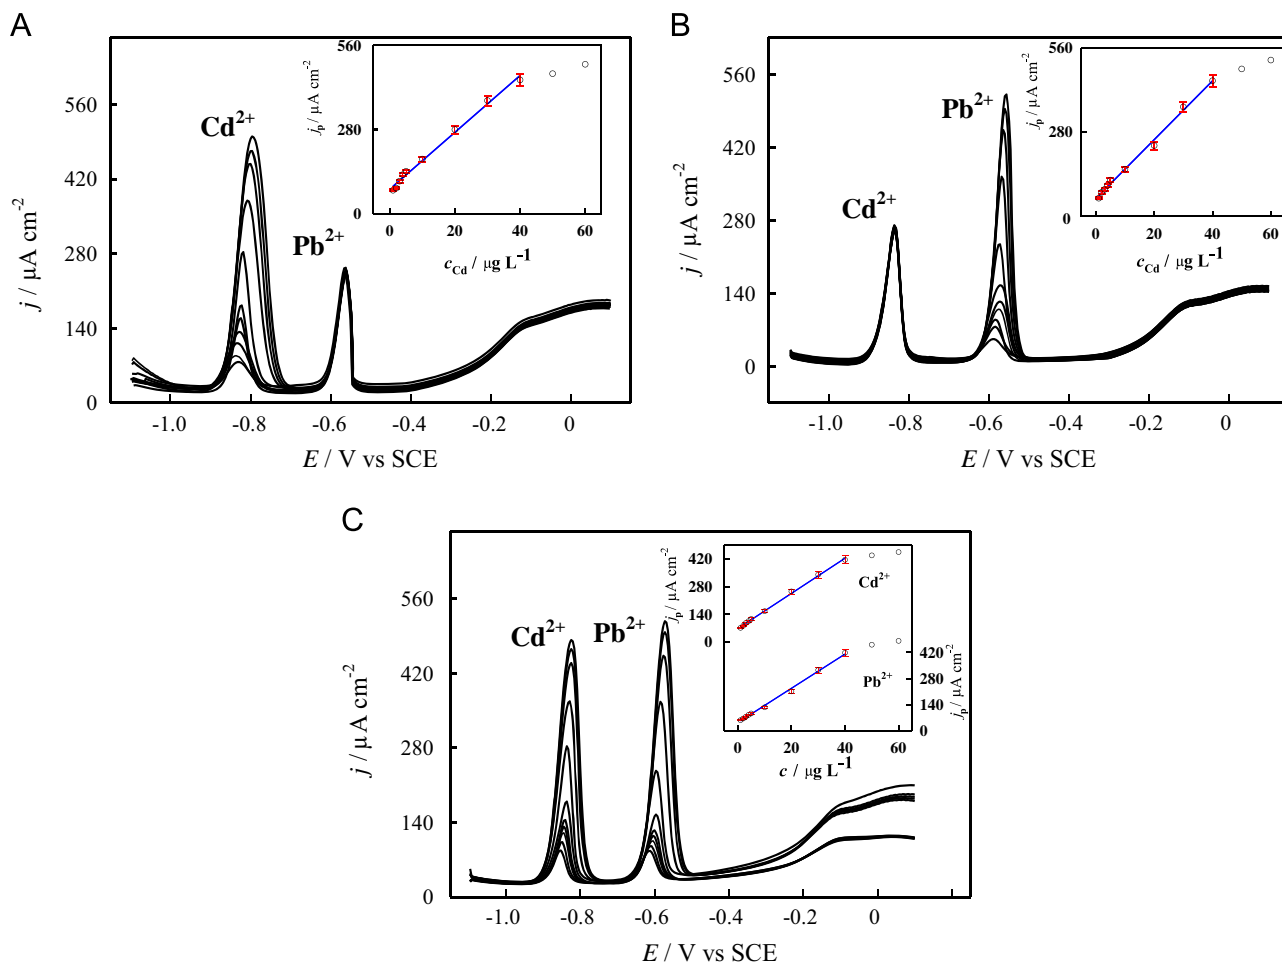 A
560
420
280
140
0
j / μA cm-2
Cd2+
Pb2+
-1.0
-0.8
-0.6
-0.4
-0.2
0
E / V vs SCE
560
280
0
jp / μA cm-2
0
20
40
60
cCd / μg L-1
B
560
420
280
140
0
j / μA cm-2
Cd2+
Pb2+
-1.0
-0.8
-0.6
-0.4
-0.2
0
E / V vs SCE
560
280
0
jp / μA cm-2
0
20
40
60
cCd / μg L-1
C
560
420
280
140
0
j / μA cm-2
Cd2+
Pb2+
-1.0
-0.8
-0.6
-0.4
-0.2
0
E / V vs SCE
420
280
140
0
jp / μA cm-2
Cd2+
420
280
140
0
jp / μA cm-2
Pb2+
0
20
40
60
c / μg L-1